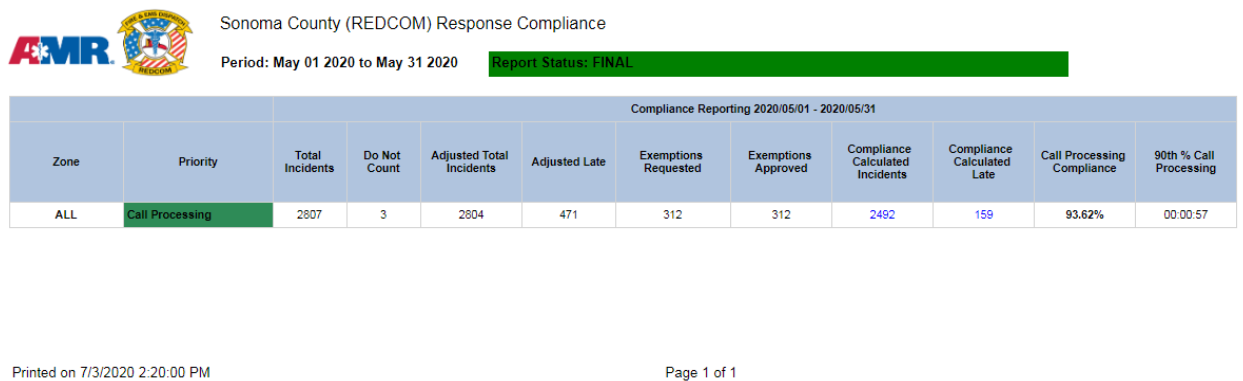 Sonoma County (REDCOM) Response Compliance
AMR
FIRE & EMS DISPATCH
REDCOM
Period: May 01 2020 to May 31 2020 Report Status: FINAL
Compliance Reporting 2020/05/01 - 2020/05/31
Zone Priority Total Incidents Do Not Count Adjusted Total Incidents Adjusted Late Exemptions Requested Exemptions Approved Compliance Calculated Incidents Compliance Calculated Late Call Processing Compliance 90th % Call Processing
ALL Call Processing 2807 3 2804 471 312 312 2492 159 93.62% 00:00:57
Printed on 7/3/2020 2:20:00 PM Page 1 of 1